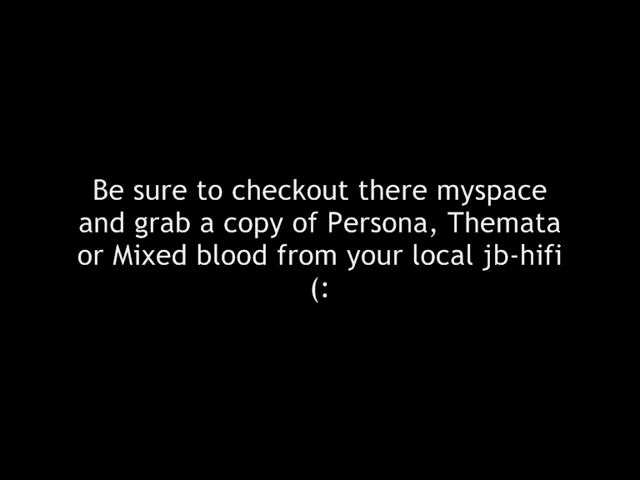 Be sure to checkout there myspace
and grab a copy of Persona, Themata
or Mixed blood from your local jb-hifi
(: